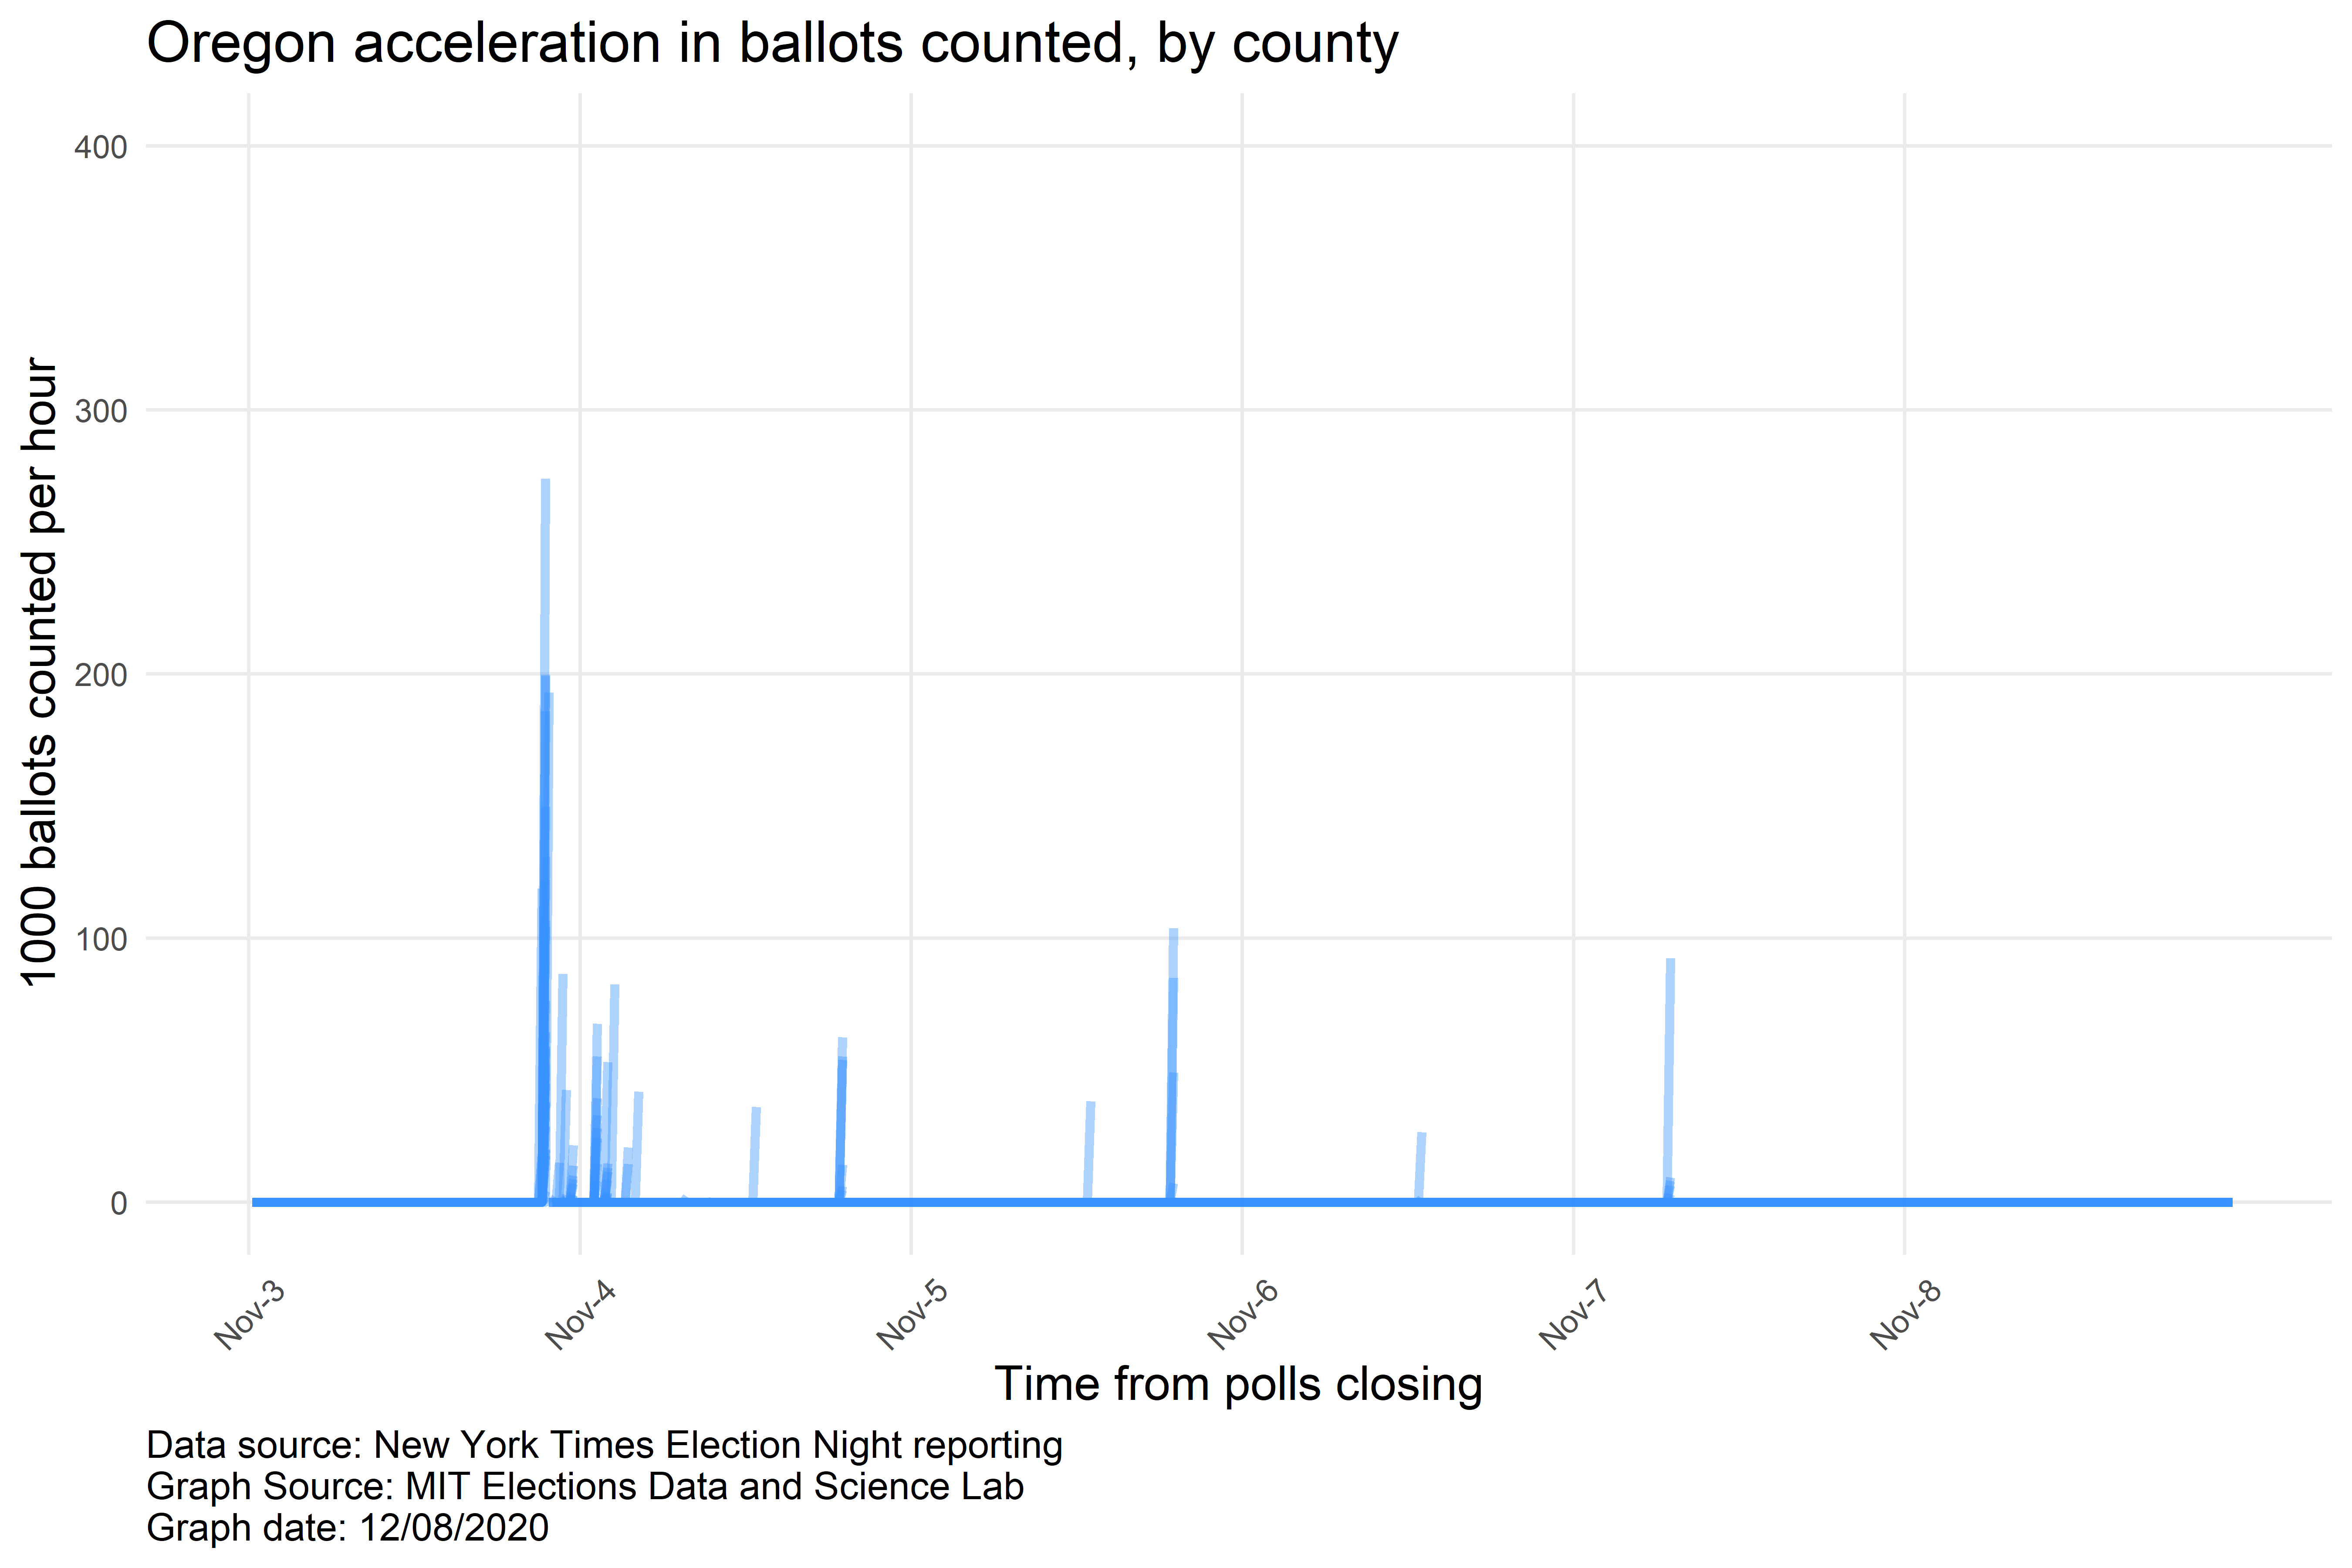 Oregon acceleration in ballots counted, by county
1000 ballots counted per hour
400
300
200
100
0
Nov-3
Nov-4
Nov-5
Nov-6
Nov-7
Nov-8
Time from polls closing
Data source: New York Times Election Night reporting
Graph Source: MIT Elections Data and Science Lab
Graph date: 12/08/2020